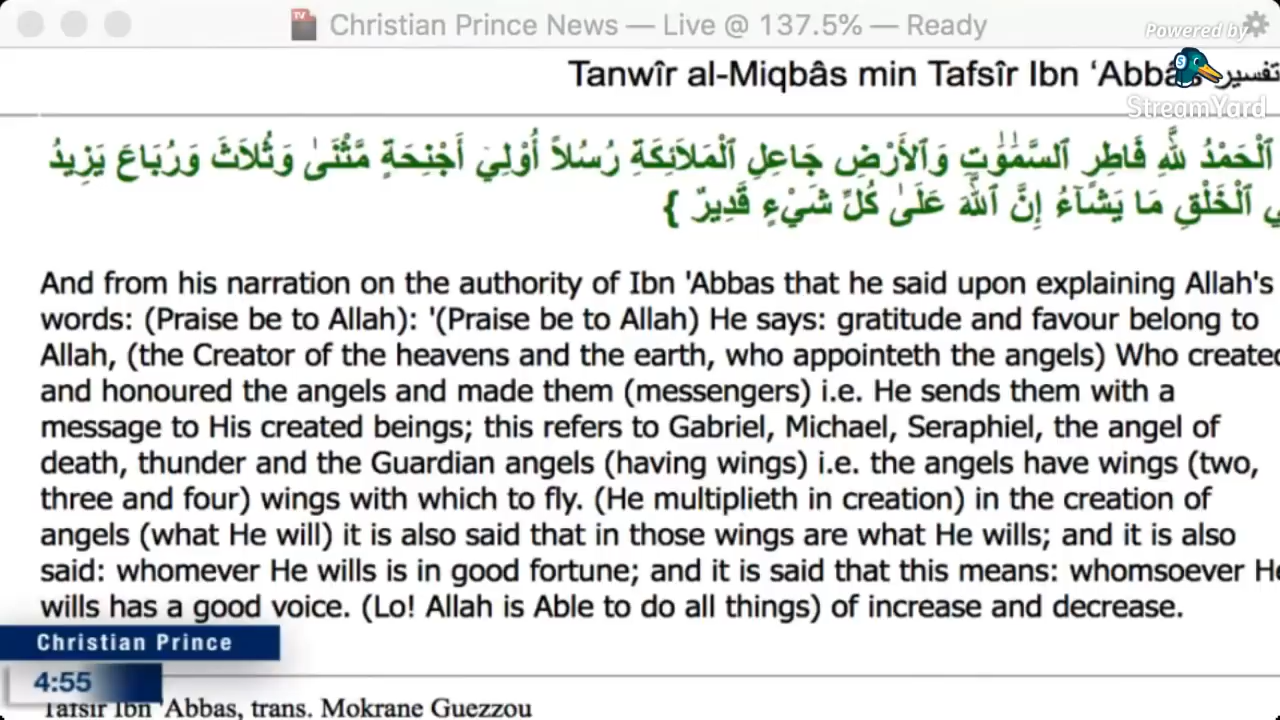 Christian Prince News — Live @ 137.5% — Ready
Powered by
StreamYard
Tanwîr al-Miqbâs min Tafsîr Ibn ‘Abbâs تفسير
ٱلْحَمْدُ للَّهِ فَاطِرِ ٱلسَّمَٰوَٰتِ وَٱلأَرْضِ جَاعِلِ ٱلْمَلاَئِكَةِ رُسُلاً أُوْلِيۤ أَجْنِحَةٍ مَّثْنَىٰ وَثُلاَثَ وَرُبَاعَ يَزِيدُ
ٱلْخَلْقِ مَا يَشَآءُ إِنَّ ٱللَّهَ عَلَىٰ كُلِّ شَيْءٍ قَدِيرٌ }
And from his narration on the authority of Ibn 'Abbas that he said upon explaining Allah's
words: (Praise be to Allah): '(Praise be to Allah) He says: gratitude and favour belong to
Allah, (the Creator of the heavens and the earth, who appointeth the angels) Who created
and honoured the angels and made them (messengers) i.e. He sends them with a
message to His created beings; this refers to Gabriel, Michael, Seraphiel, the angel of
death, thunder and the Guardian angels (having wings) i.e. the angels have wings (two,
three and four) wings with which to fly. (He multiplieth in creation) in the creation of
angels (what He will) it is also said that in those wings are what He wills; and it is also
said: whomever He wills is in good fortune; and it is said that this means: whomsoever He
wills has a good voice. (Lo! Allah is Able to do all things) of increase and decrease.
Christian Prince
4:55
Tafsir Ibn 'Abbas, trans. Mokrane Guezzou